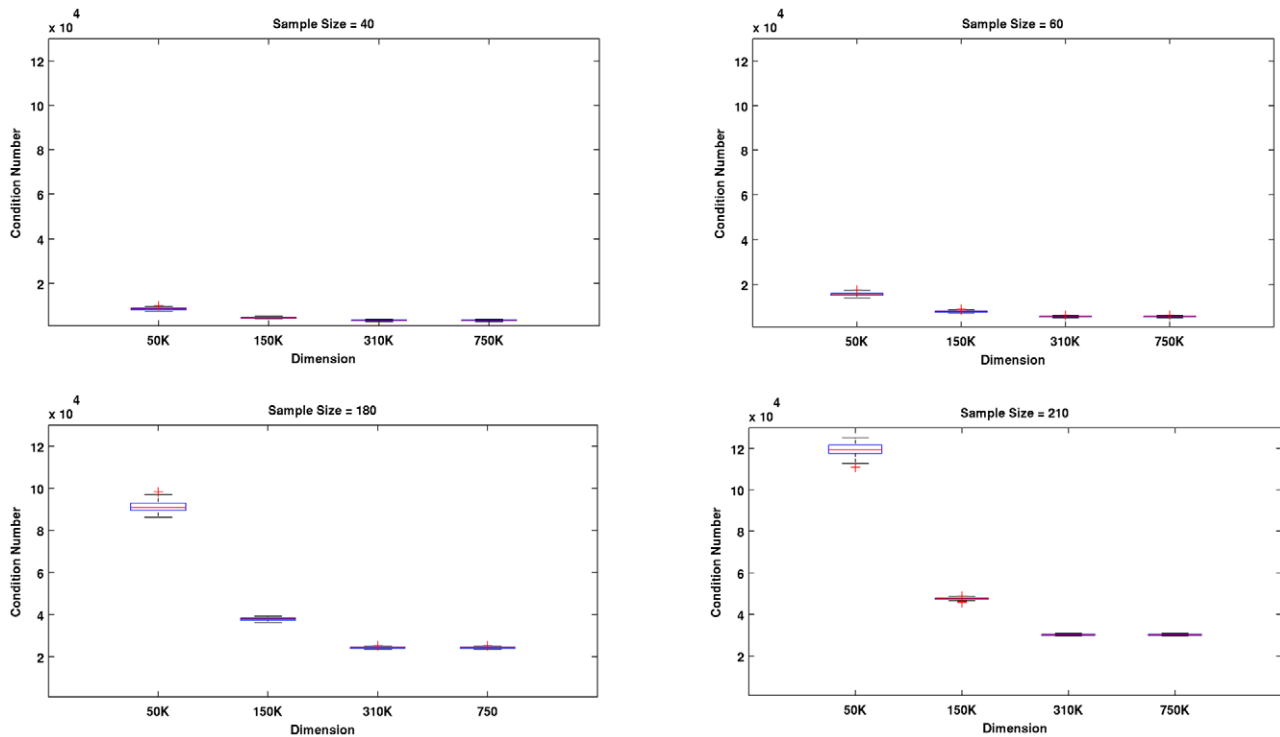 Sample Size = 40
x 10
4
12
10
8
6
4
2
Condition Number
50K 150K 310K 750K
Dimension
Sample Size = 60
x 10
4
12
10
8
6
4
2
Condition Number
50K 150K 310K 750K
Dimension
Sample Size = 180
x 10
4
12
10
8
6
4
2
Condition Number
50K 150K 310K 750
Dimension
Sample Size = 210
x 10
4
12
10
8
6
4
2
Condition Number
50K 150K 310K 750K
Dimension